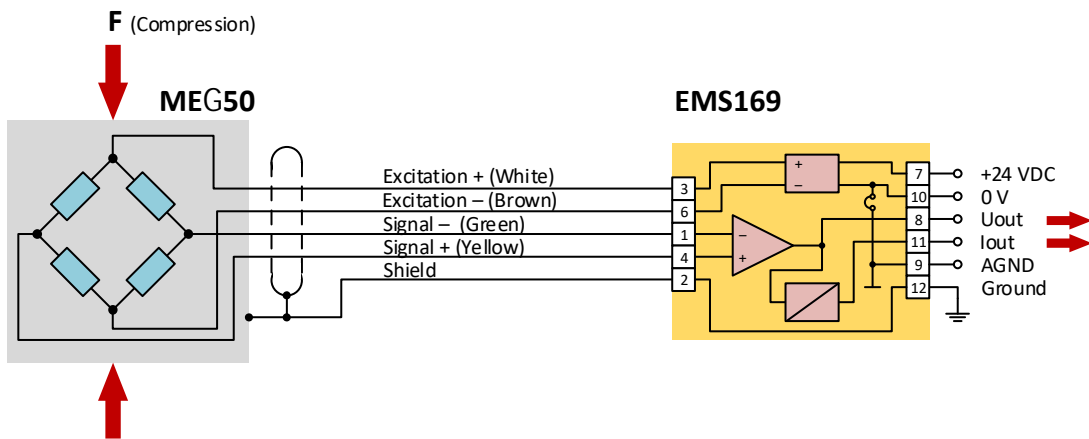 F (Compression)
MEG50
EMS169
Excitation + (White)
Excitation – (Brown)
Signal – (Green)
Signal + (Yellow)
Shield
3
6
1
4
2
+
–
–
+
7
10
8
11
9
12
+24 VDC
0 V
Uout
Iout
AGND
Ground